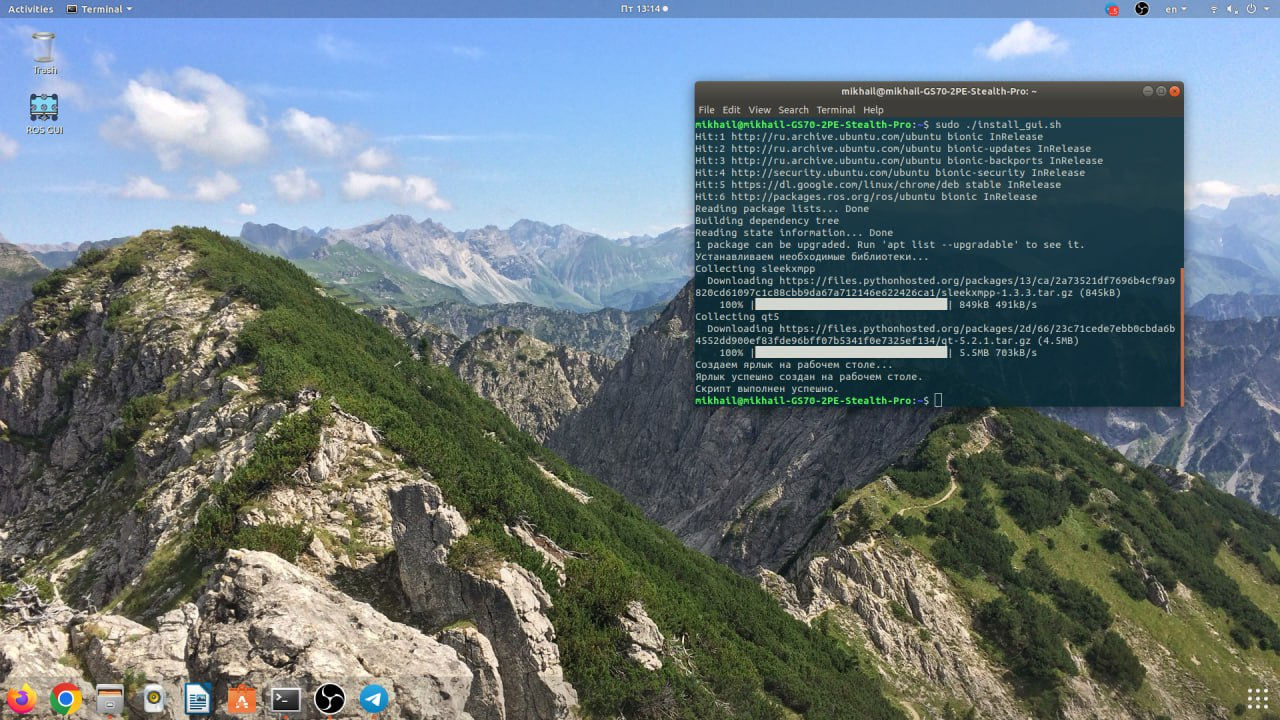 Activities Terminal Пт 13:14 en
Trash
ROS GUI
mikhail@mikhail-GS70-2PE-Stealth-Pro: ~
File Edit View Search Terminal Help
mikhail@mikhail-GS70-2PE-Stealth-Pro:~$ sudo ./install_gui.sh
Hit:1 http://ru.archive.ubuntu.com/ubuntu bionic InRelease
Hit:2 http://ru.archive.ubuntu.com/ubuntu bionic-updates InRelease
Hit:3 http://ru.archive.ubuntu.com/ubuntu bionic-backports InRelease
Hit:4 http://security.ubuntu.com/ubuntu bionic-security InRelease
Hit:5 https://dl.google.com/linux/chrome/deb stable InRelease
Hit:6 http://packages.ros.org/ros/ubuntu bionic InRelease
Reading package lists... Done
Building dependency tree
Reading state information... Done
1 package can be upgraded. Run 'apt list --upgradable' to see it.
Устанавливаем необходимые библиотеки...
Collecting sleekxmpp
Downloading https://files.pythonhosted.org/packages/13/ca/2a73521df7696b4cf9a9
820cd61097c1c88cbb9da67a712146e622426ca1/sleekxmpp-1.3.3.tar.gz (845kB)
100% | | 849kB 491kB/s
Collecting qt5
Downloading https://files.pythonhosted.org/packages/2d/66/23c71cede7ebb0cbda6b
4552dd900ef83fde96bff07b5341f0e7325ef134/qt-5.2.1.tar.gz (4.5MB)
100% | | 5.5MB 703kB/s
Создаем ярлык на рабочем столе...
Ярлык успешно создан на рабочем столе.
Скрипт выполнен успешно.
mikhail@mikhail-GS70-2PE-Stealth-Pro:~$